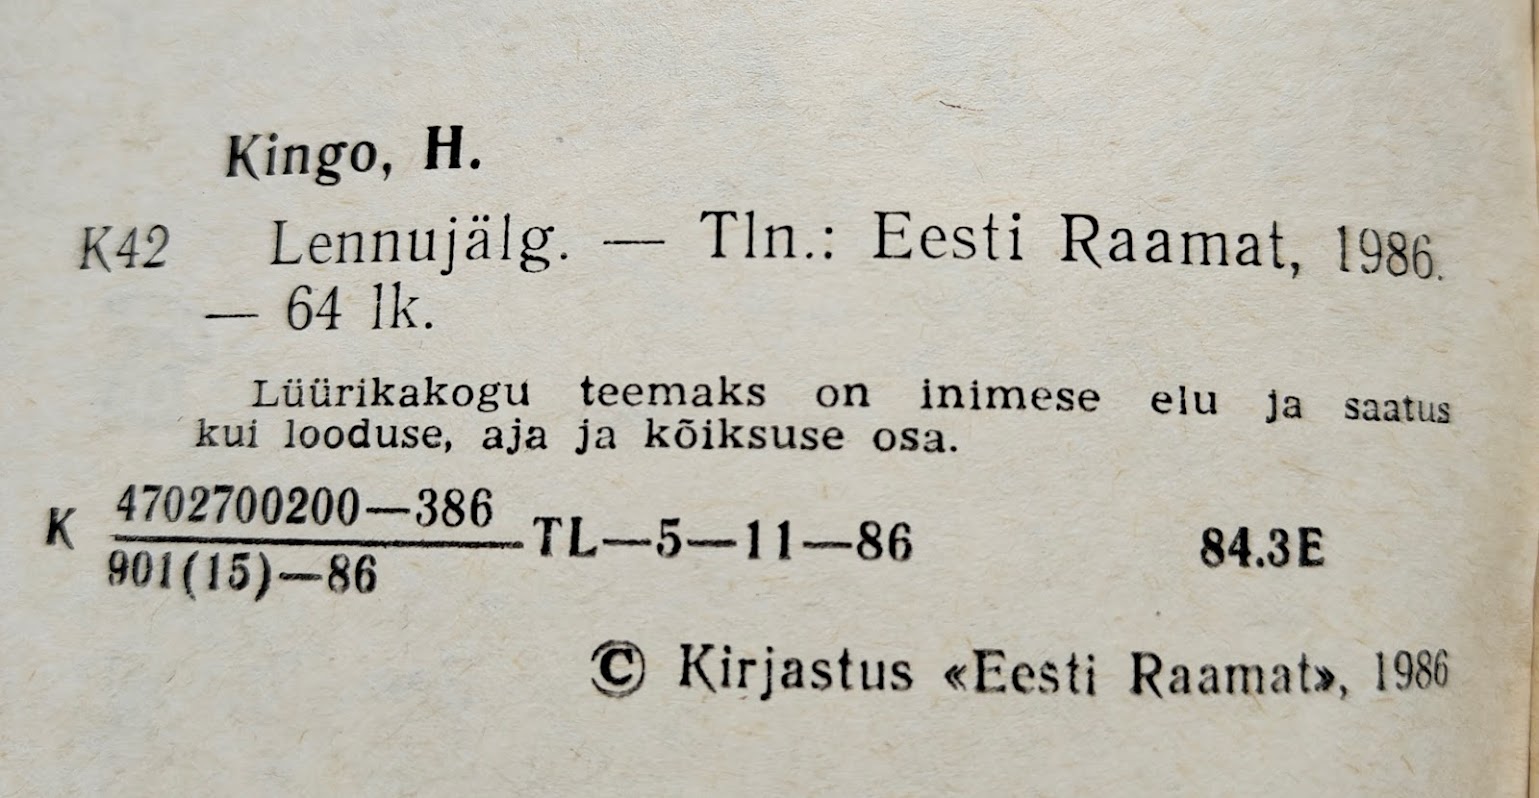 Kingo, H.
K42 Lennujälg. — Tln.: Eesti Raamat, 1986.
— 64 lk.
Lüürikakogu teemaks on inimese elu ja saatus
kui looduse, aja ja kõiksuse osa.
K 4702700200—386 TL—5—11—86 84.3E
901(15)—86
© Kirjastus «Eesti Raamat», 1986